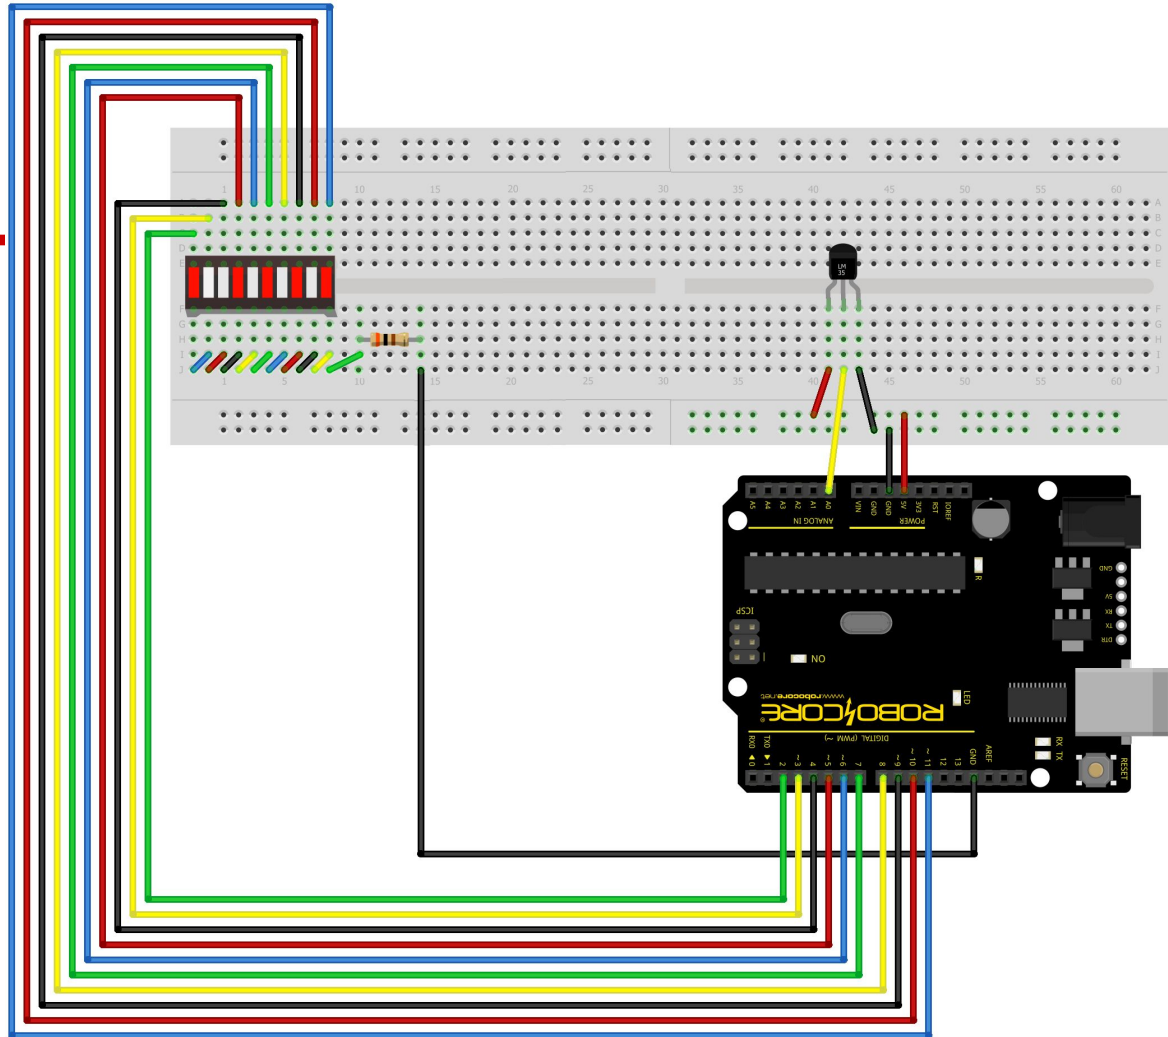 1 10 15 20 25 30 35 40 45 50 55 60
A
B
C
D
E
LM
35
F
G
H
I
J
1 5 10 15 20 25 30 35 40 45 50 55 60
A5 A4 A3 A2 A1 A0 VIN GND GND 5V 3V3 RST IOREF
ANALOG IN POWER
R
GND
5V
RX
TX
DTR
ICSP
ON
LED
www.robocore.net
ROBOCORE®
DIGITAL (PWM ~)
RX0 TX0
0 1 2 ~3 4 ~5 ~6 7 8 ~9 ~10 ~11 12 13 GND AREF
RX
TX
RESET